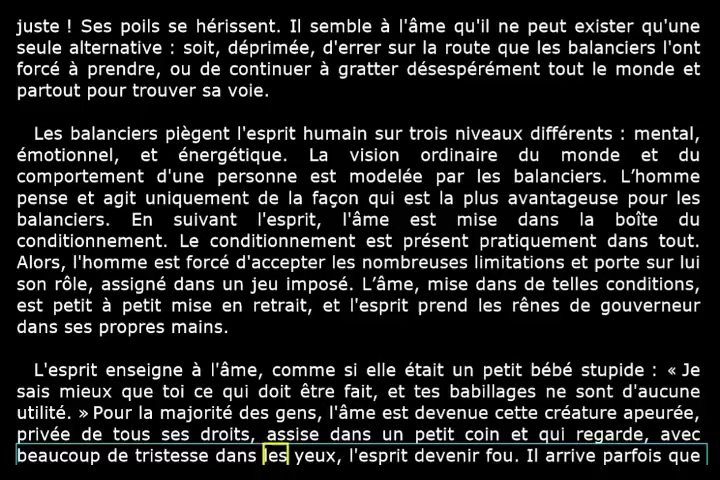 juste ! Ses poils se hérissent. Il semble à l'âme qu'il ne peut exister qu'une
seule alternative : soit, déprimée, d'errer sur la route que les balanciers l'ont
forcé à prendre, ou de continuer à gratter désespérément tout le monde et
partout pour trouver sa voie.
Les balanciers piègent l'esprit humain sur trois niveaux différents : mental,
émotionnel, et énergétique. La vision ordinaire du monde et du
comportement d'une personne est modelée par les balanciers. L’homme
pense et agit uniquement de la façon qui est la plus avantageuse pour les
balanciers. En suivant l'esprit, l'âme est mise dans la boîte du
conditionnement. Le conditionnement est présent pratiquement dans tout.
Alors, l'homme est forcé d'accepter les nombreuses limitations et porte sur lui
son rôle, assigné dans un jeu imposé. L’âme, mise dans de telles conditions,
est petit à petit mise en retrait, et l'esprit prend les rênes de gouverneur
dans ses propres mains.
L'esprit enseigne à l'âme, comme si elle était un petit bébé stupide : « Je
sais mieux que toi ce qui doit être fait, et tes babillages ne sont d'aucune
utilité. » Pour la majorité des gens, l'âme est devenue cette créature apeurée,
privée de tous ses droits, assise dans un petit coin et qui regarde, avec
beaucoup de tristesse dans les yeux, l'esprit devenir fou. Il arrive parfois que